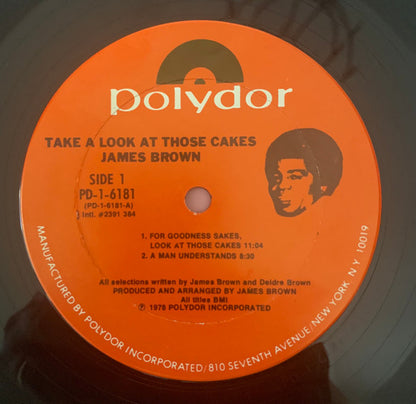 polydor
TAKE A LOOK AT THOSE CAKES
JAMES BROWN
SIDE 1
PD-1-6181
(PD-1-6181-A)
Intl. #2391 384
1. FOR GOODNESS SAKES,
LOOK AT THOSE CAKES 11:04
2. A MAN UNDERSTANDS 6:30
All selections written by James Brown and Deidre Brown
PRODUCED AND ARRANGED BY JAMES BROWN
All titles BMI
℗ 1978 POLYDOR INCORPORATED
MANUFACTURED BY POLYDOR INCORPORATED/810 SEVENTH AVENUE/NEW YORK, N.Y. 10019